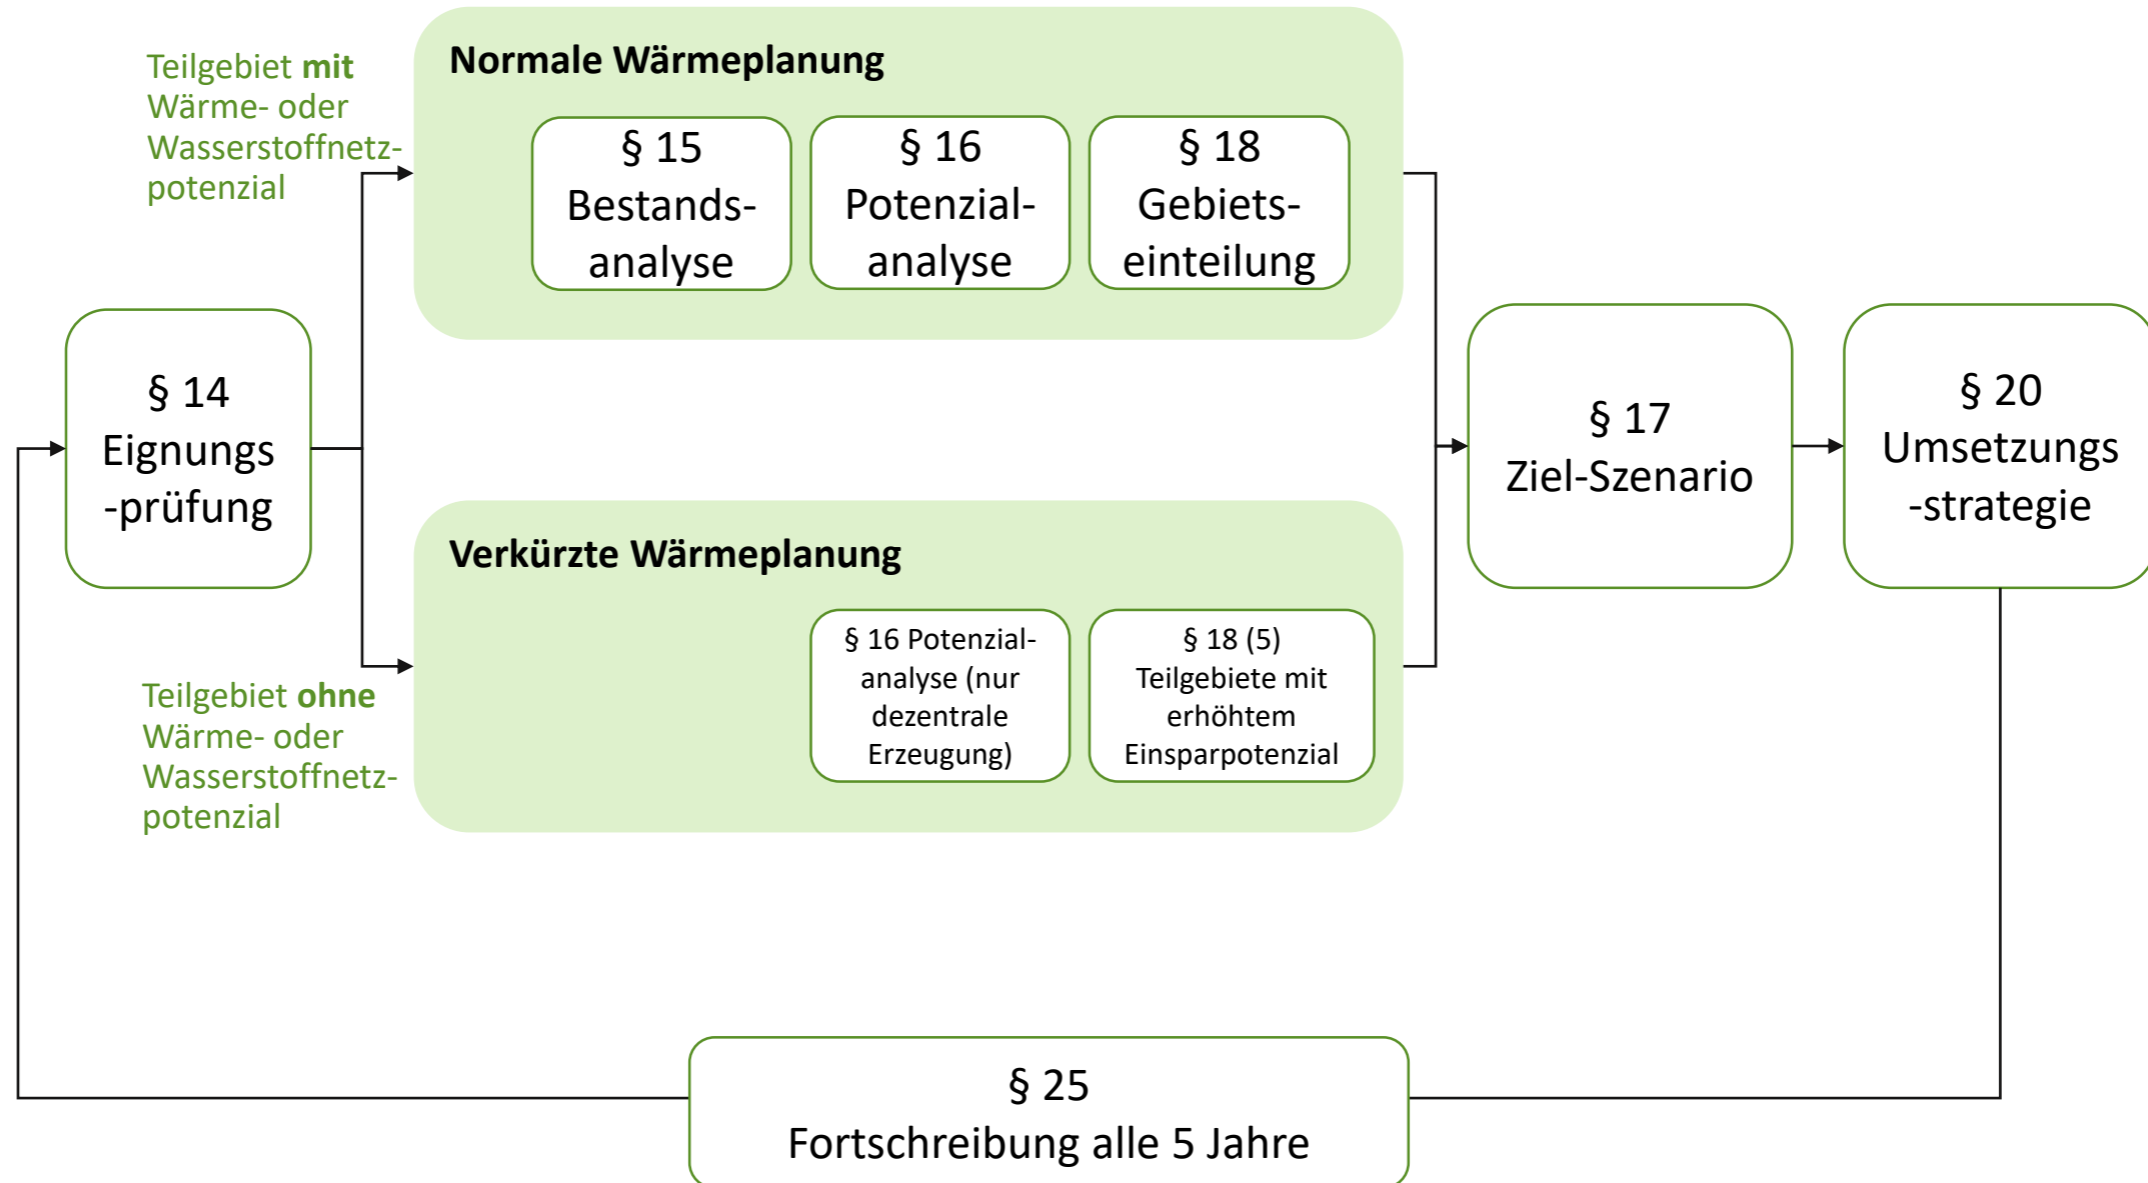 Teilgebiet mit
Wärme- oder
Wasserstoffnetz-
potenzial
Normale Wärmeplanung
§ 15
Bestands-
analyse
§ 16
Potenzial-
analyse
§ 18
Gebiets-
einteilung
§ 14
Eignungs
-prüfung
Verkürzte Wärmeplanung
§ 16 Potenzial-
analyse (nur
dezentrale
Erzeugung)
§ 18 (5)
Teilgebiete mit
erhöhtem
Einsparpotenzial
Teilgebiet ohne
Wärme- oder
Wasserstoffnetz-
potenzial
§ 17
Ziel-Szenario
§ 20
Umsetzungs
-strategie
§ 25
Fortschreibung alle 5 Jahre